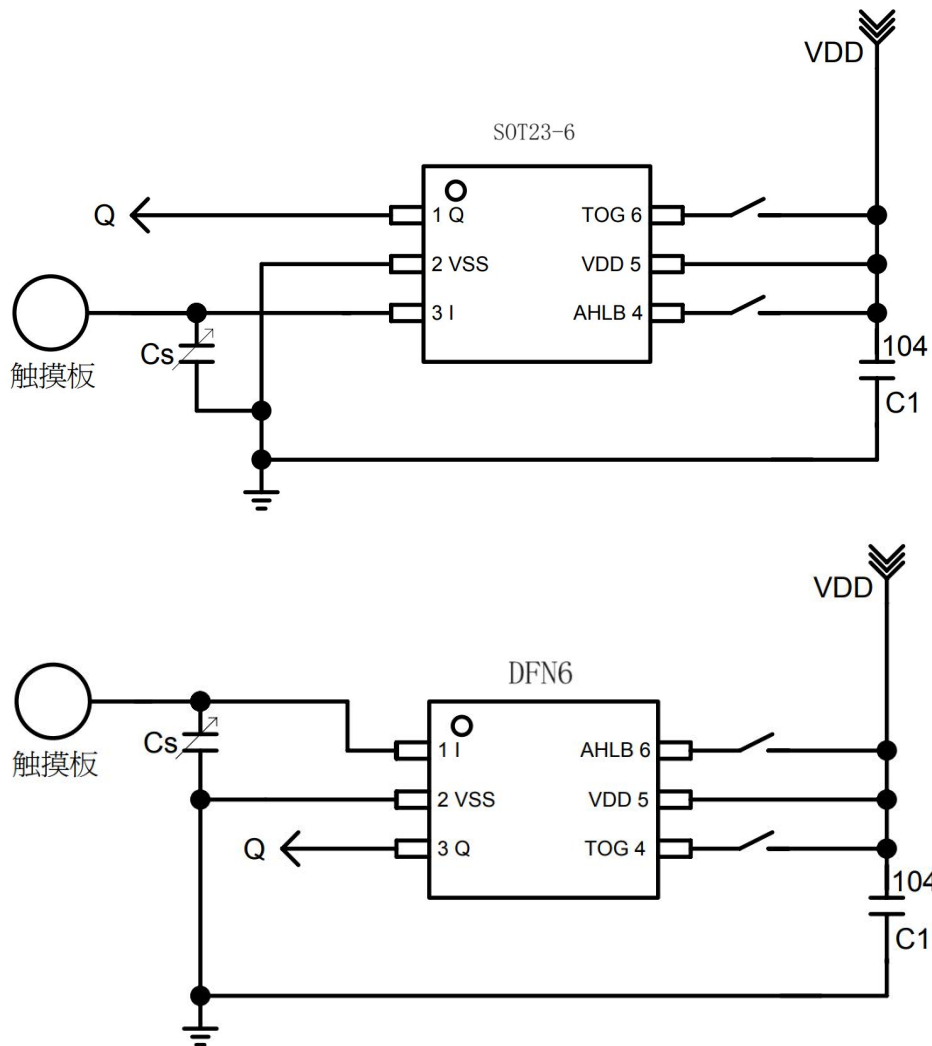 VDD
SOT23-6
Q
1 Q
TOG 6
2 VSS
VDD 5
3 I
AHLB 4
Cs
触摸板
104
C1
VDD
DFN6
Cs
触摸板
1 I
AHLB 6
2 VSS
VDD 5
Q
3 Q
TOG 4
104
C1